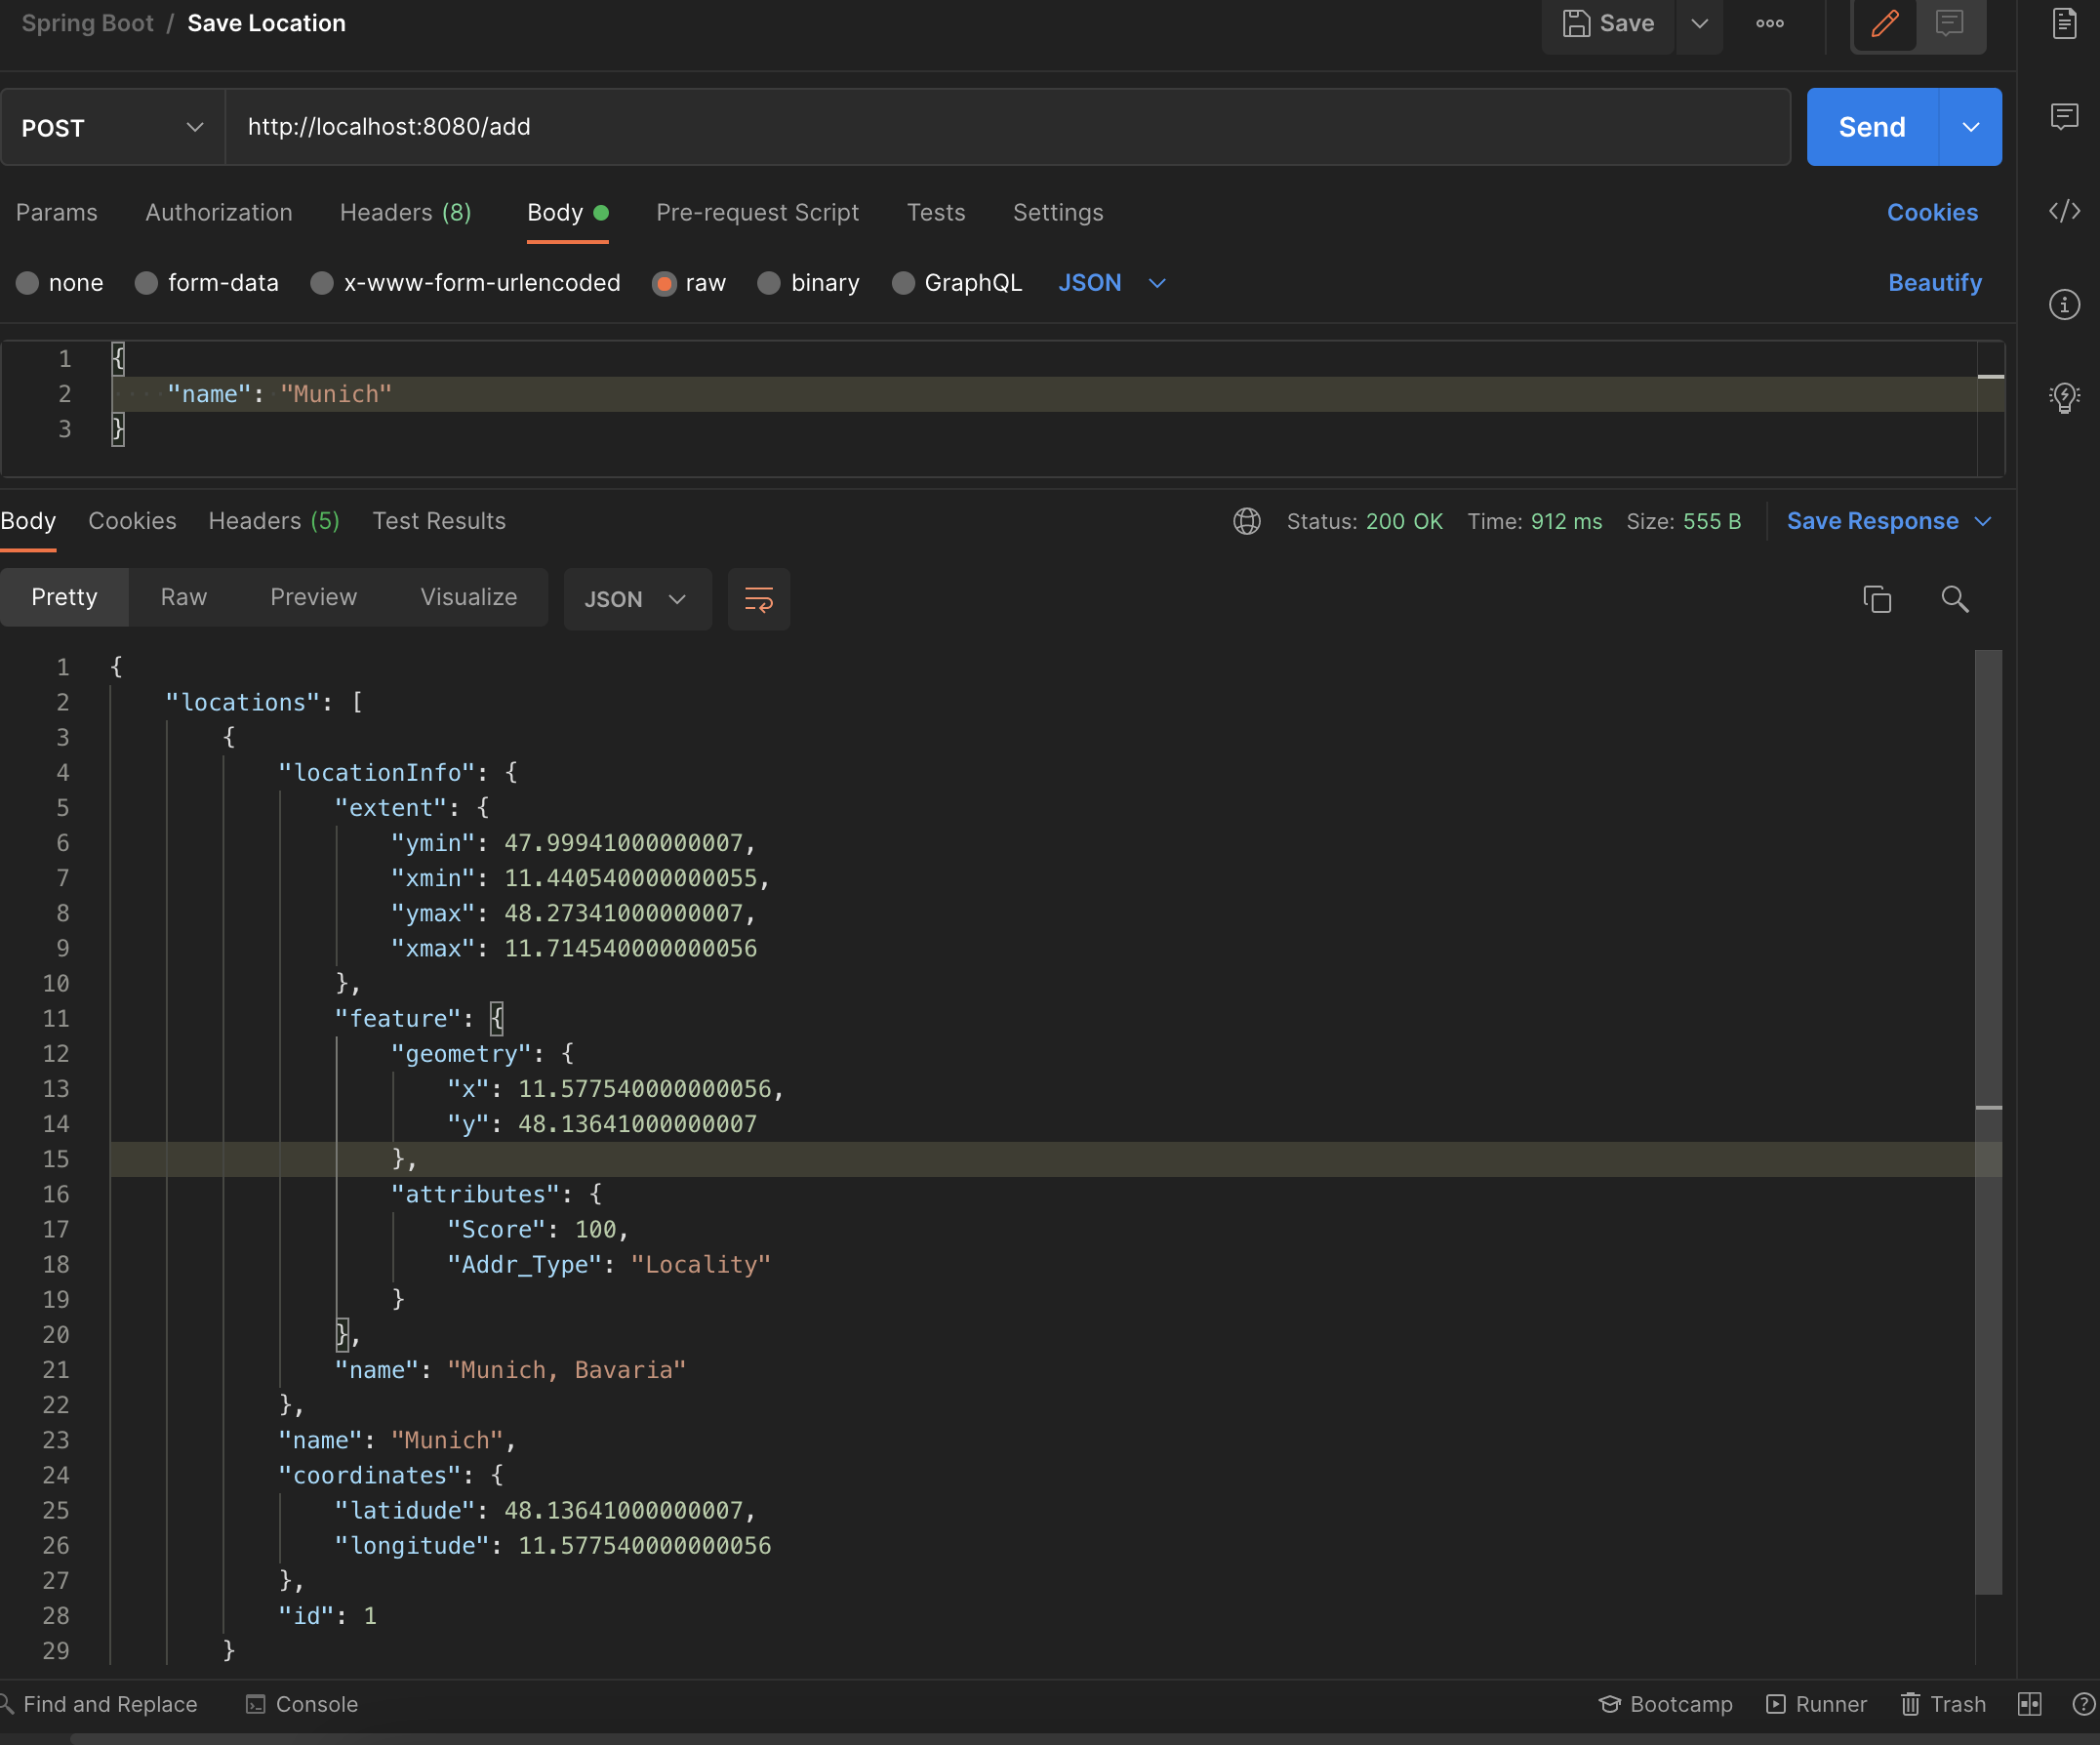 Spring Boot / Save Location
Save
POST http://localhost:8080/add Send
Params Authorization Headers (8) Body Pre-request Script Tests Settings Cookies
none form-data x-www-form-urlencoded raw binary GraphQL JSON Beautify
1 {
2 "name": "Munich"
3 }
Body Cookies Headers (5) Test Results Status: 200 OK Time: 912 ms Size: 555 B Save Response
Pretty Raw Preview Visualize JSON
1 {
2 "locations": [
3 {
4 "locationInfo": {
5 "extent": {
6 "ymin": 47.99941000000007,
7 "xmin": 11.440540000000055,
8 "ymax": 48.27341000000007,
9 "xmax": 11.714540000000056
10 },
11 "feature": {
12 "geometry": {
13 "x": 11.577540000000056,
14 "y": 48.13641000000007
15 },
16 "attributes": {
17 "Score": 100,
18 "Addr_Type": "Locality"
19 }
20 },
21 "name": "Munich, Bavaria"
22 },
23 "name": "Munich",
24 "coordinates": {
25 "latidude": 48.13641000000007,
26 "longitude": 11.577540000000056
27 },
28 "id": 1
29 }
Find and Replace Console Bootcamp Runner Trash